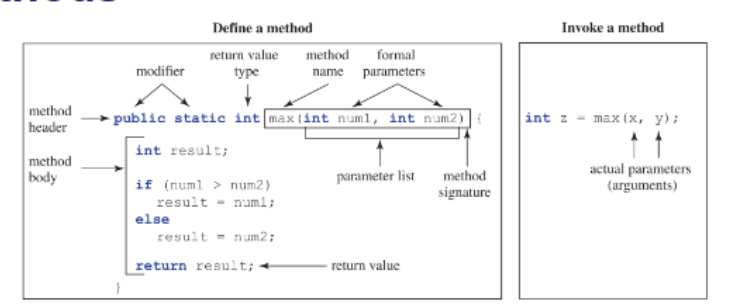 Define a method
Invoke a method
return value type
method name
formal parameters
modifier
method header
public static int max(int num1, int num2) {
int z = max(x, y);
method body
int result;
parameter list
method signature
actual parameters (arguments)
if (num1 > num2)
result = num1;
else
result = num2;
return result;
return value
}